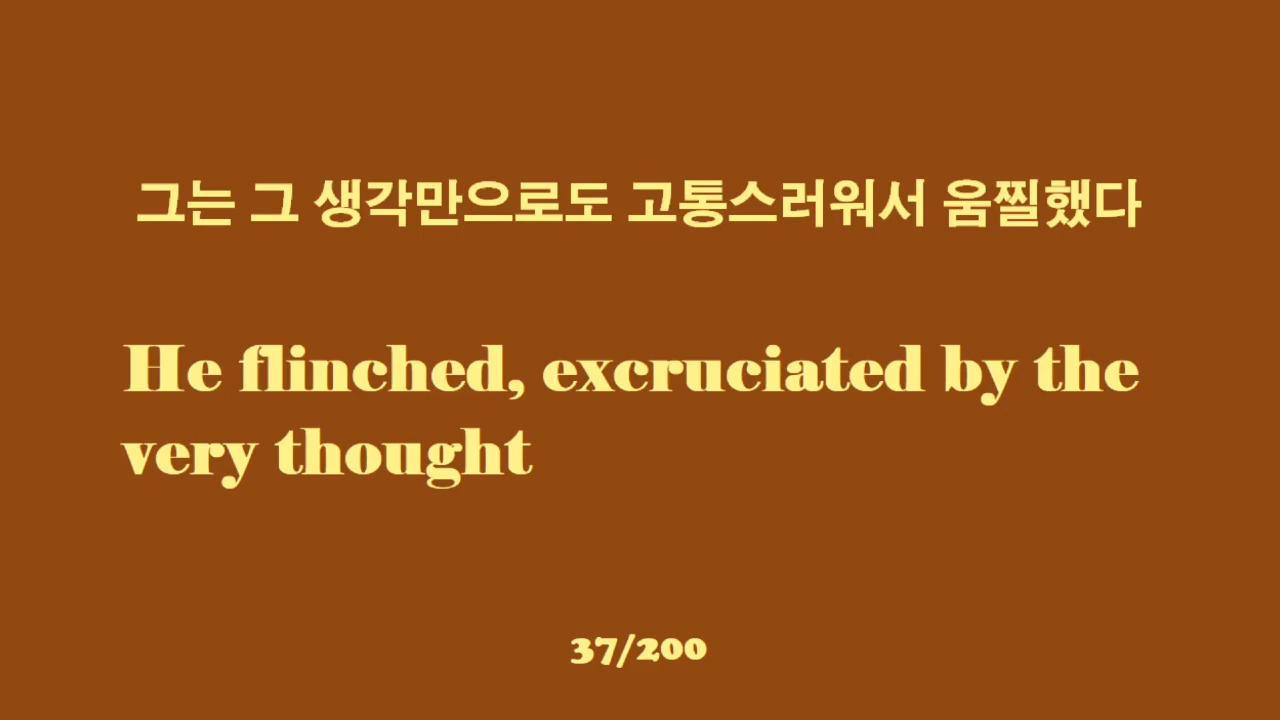 그는 그 생각만으로도 고통스러워서 움찔했다
He flinched, excruciated by the
very thought
37/200